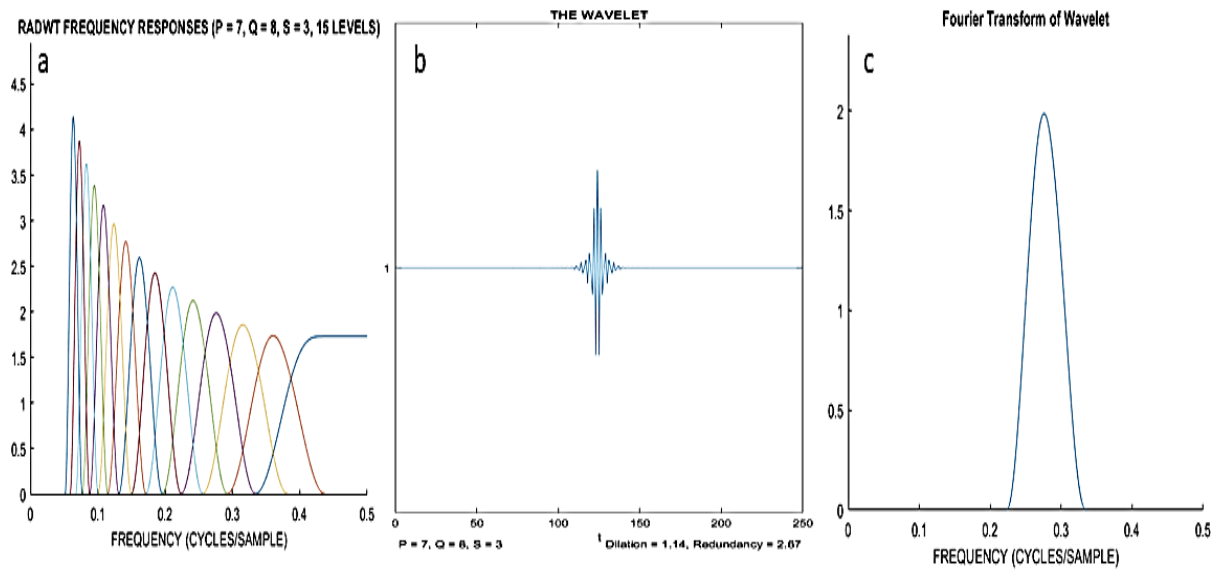 RADWT FREQUENCY RESPONSES (P = 7, Q = 8, S = 3, 15 LEVELS)
a
4.5
4
3.5
3
2.5
2
1.5
1
0.5
0
0 0.1 0.2 0.3 0.4 0.5
FREQUENCY (CYCLES/SAMPLE)
THE WAVELET
b
1
0 50 100 150 200 250
P = 7, Q = 8, S = 3
t
Dilation = 1.14, Redundancy = 2.67
Fourier Transform of Wavelet
c
2
1.5
1
0.5
0
0 0.1 0.2 0.3 0.4 0.5
FREQUENCY (CYCLES/SAMPLE)